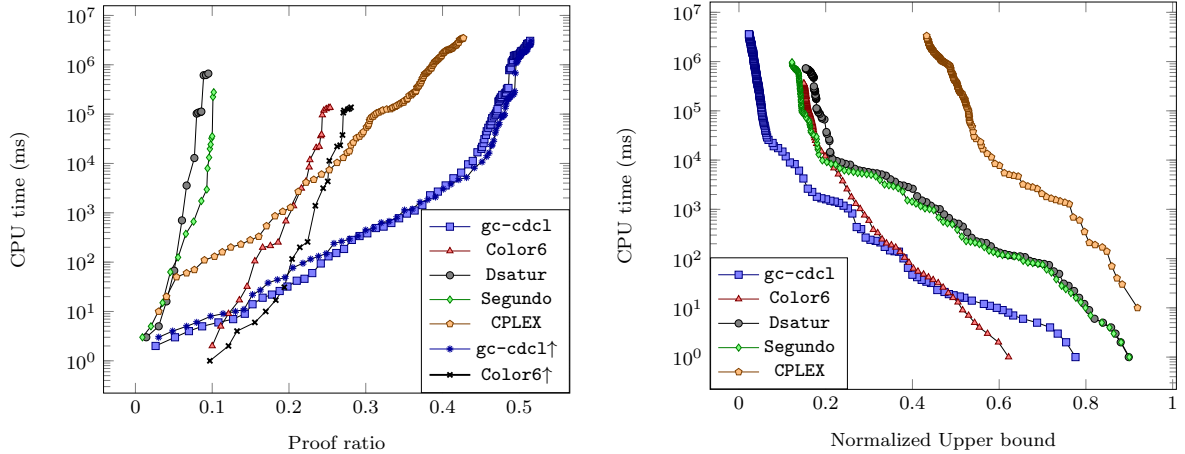 10^7
10^6
10^5
10^4
10^3
10^2
10^1
10^0
CPU time (ms)
0
0.1
0.2
0.3
0.4
0.5
Proof ratio
gc-cdcl
Color6
Dsatur
Segundo
CPLEX
gc-cdcl↑
Color6↑
10^7
10^6
10^5
10^4
10^3
10^2
10^1
10^0
CPU time (ms)
0
0.2
0.4
0.6
0.8
1
Normalized Upper bound
gc-cdcl
Color6
Dsatur
Segundo
CPLEX